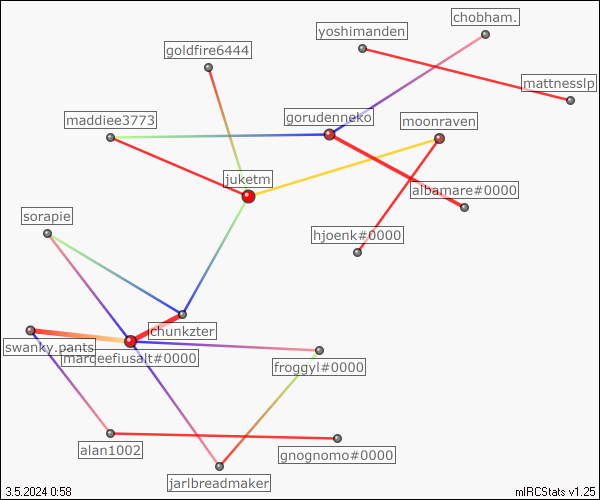 chobham.
yoshimanden
goldfire6444
mattnesslp
maddiee3773
gorudenneko
moonraven
juketm
albamare#0000
sorapie
hjoenk#0000
chunkzter
swanky.pants
marqeefiusalt#0000
froggyl#0000
alan1002
gnognomo#0000
jarlbreadmaker
3.5.2024 0:58
mIRCStats v1.25